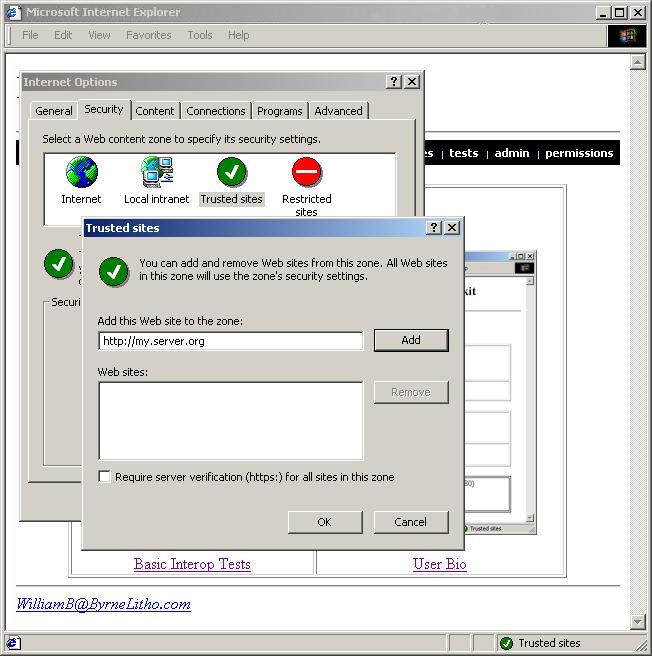 Microsoft Internet Explorer
File Edit View Favorites Tools Help
Internet Options
General Security Content Connections Programs Advanced
Select a Web content zone to specify its security settings.
Internet Local intranet Trusted sites Restricted
sites
tests | admin | permissions
Trusted sites
You can add and remove Web sites from this zone. All Web sites
in this zone will use the zone's security settings.
Add this Web site to the zone:
http://my.server.org
Add
Web sites:
Remove
Require server verification (https:) for all sites in this zone
OK Cancel
Trusted sites
Basic Interop Tests User Bio
WilliamB@ByrneLitho.com
Trusted sites